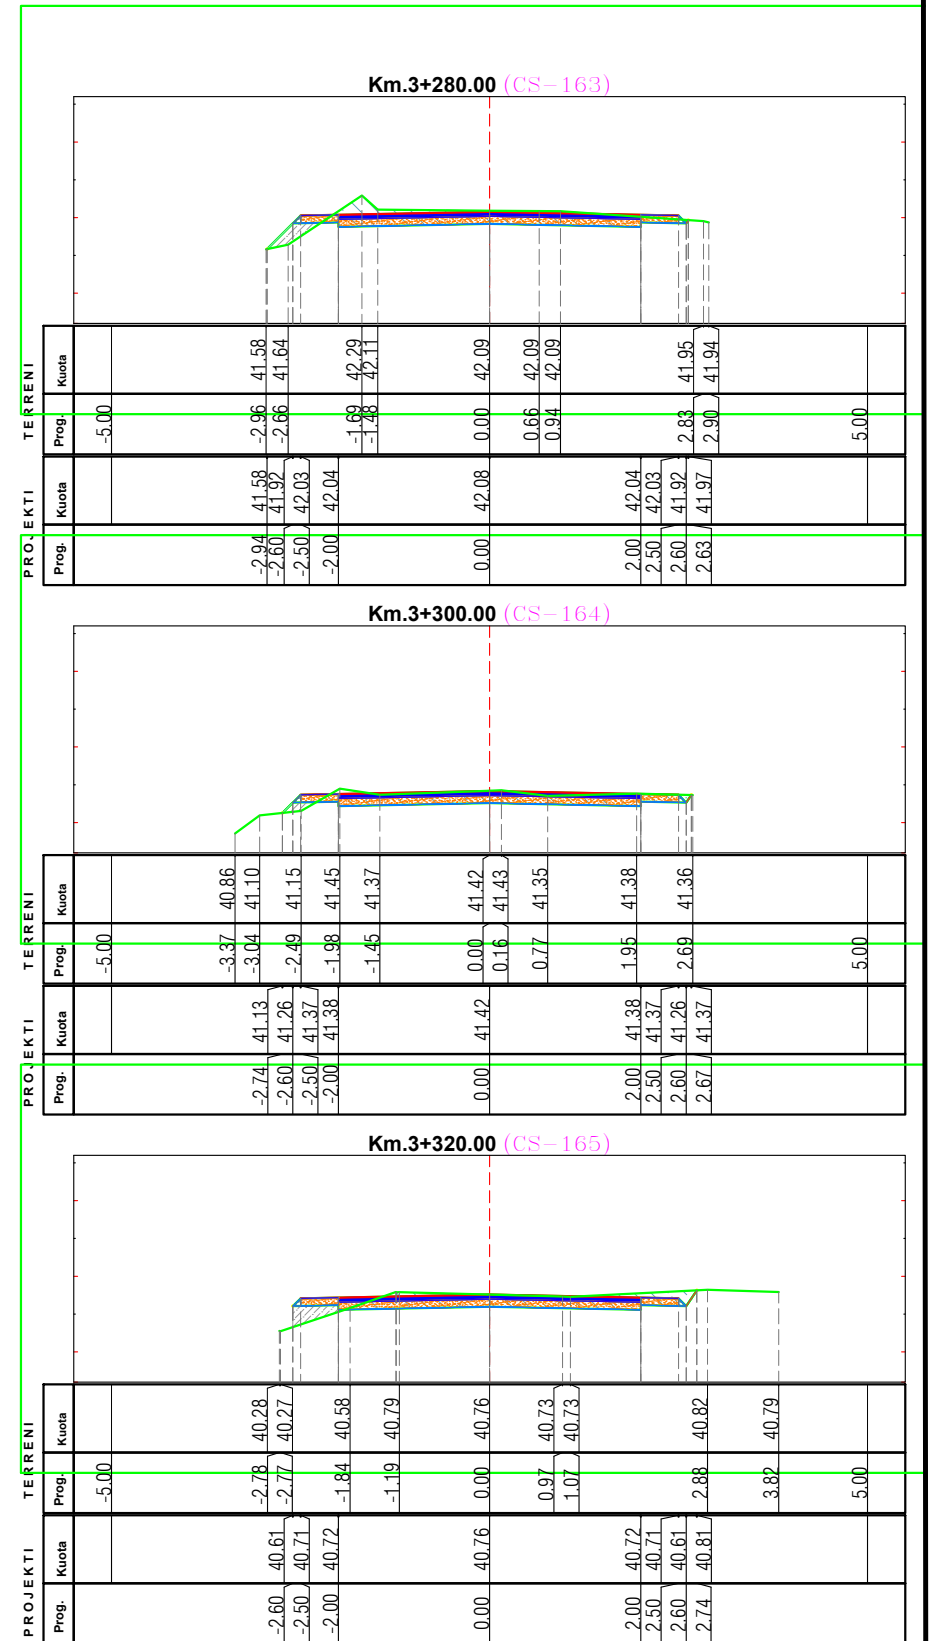 Km.3+280.00 (CS-163)
TERRENI
Kuota 41.58 41.64 42.29 42.11 42.09 42.09 42.09 41.95 41.94
Prog. -5.00 -2.96 -2.66 -1.69 -1.48 0.00 0.66 0.94 2.83 2.90 5.00
PROJEKTI
Kuota 41.58 41.92 42.03 42.04 42.08 42.04 42.03 41.92 41.97
Prog. -2.94 -2.60 -2.50 -2.00 0.00 2.00 2.50 2.60 2.63
Km.3+300.00 (CS-164)
TERRENI
Kuota 40.86 41.10 41.15 41.45 41.37 41.42 41.43 41.35 41.38 41.36
Prog. -5.00 -3.37 -3.04 -2.49 -1.98 -1.45 0.00 0.16 0.77 1.95 2.69 5.00
PROJEKTI
Kuota 41.13 41.26 41.37 41.38 41.42 41.38 41.37 41.26 41.37
Prog. -2.74 -2.60 -2.50 -2.00 0.00 2.00 2.50 2.60 2.67
Km.3+320.00 (CS-165)
TERRENI
Kuota 40.28 40.27 40.58 40.79 40.76 40.73 40.73 40.82 40.79
Prog. -5.00 -2.78 -2.77 -1.84 -1.19 0.00 0.97 1.07 2.88 3.82 5.00
PROJEKTI
Kuota 40.61 40.71 40.72 40.76 40.72 40.71 40.61 40.81
Prog. -2.60 -2.50 -2.00 0.00 2.00 2.50 2.60 2.74